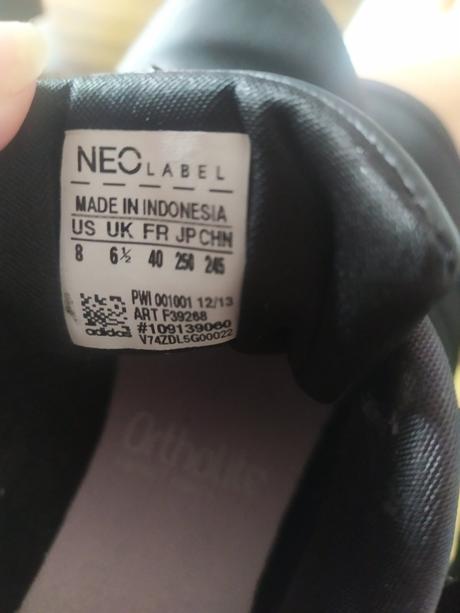 NEO LABEL
MADE IN INDONESIA
US UK FR JP CHN
8 6½ 40 250 245
PWI 001001 12/13
ART F39268
#109139060
adidas V74ZDL5G00022
Ortholite